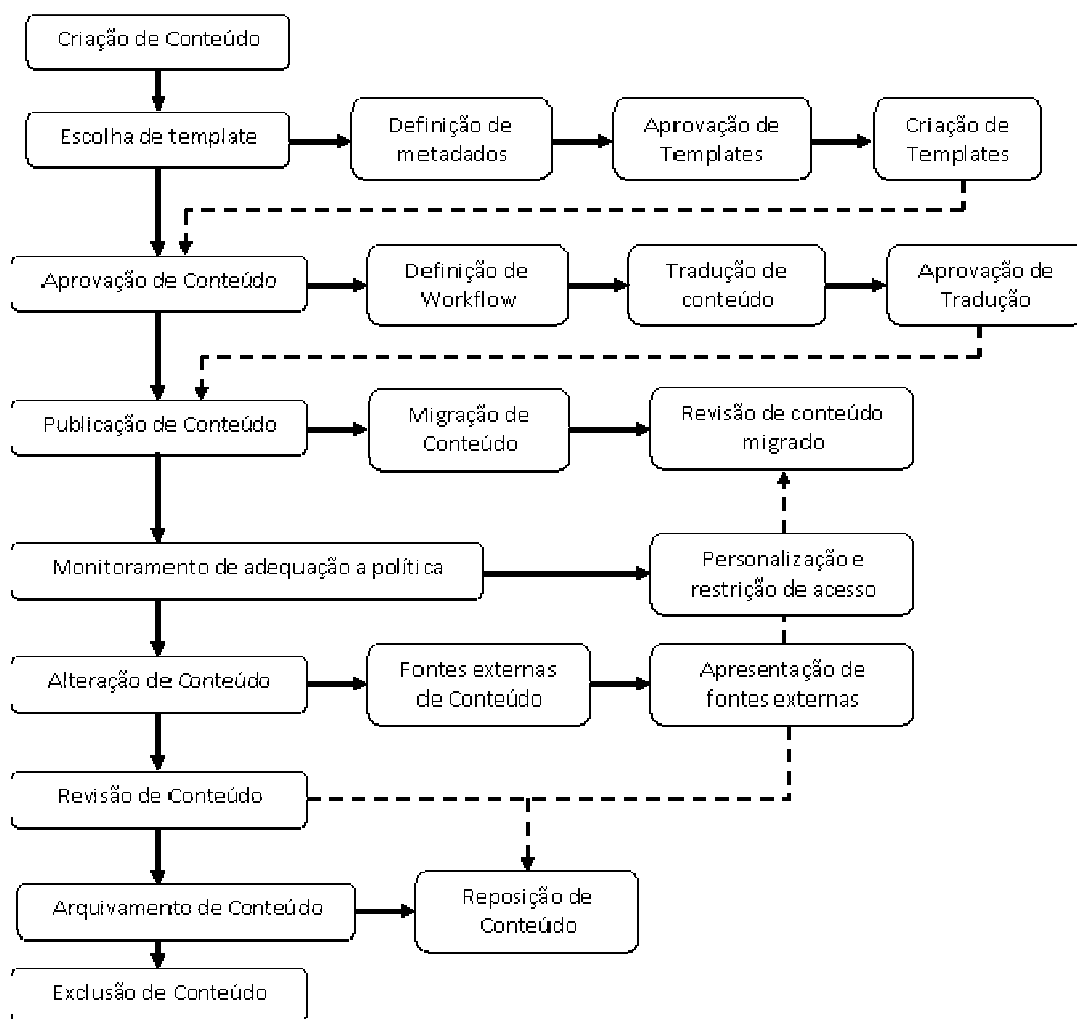 Criação de Conteúdo
Escolha de template
Definição de
metadados
Aprovação de
Templates
Criação de
Templates
Aprovação de Conteúdo
Definição de
Workflow
Tradução de
conteúdo
Aprovação de
Tradução
Publicação de Conteúdo
Migração de
Conteúdo
Revisão de conteúdo
migrado
Monitoramento de adequação a política
Personalização e
restrição de acesso
Alteração de Conteúdo
Fontes externas
de Conteúdo
Apresentação de
fontes externas
Revisão de Conteúdo
Arquivamento de Conteúdo
Reposição de
Conteúdo
Exclusão de Conteúdo